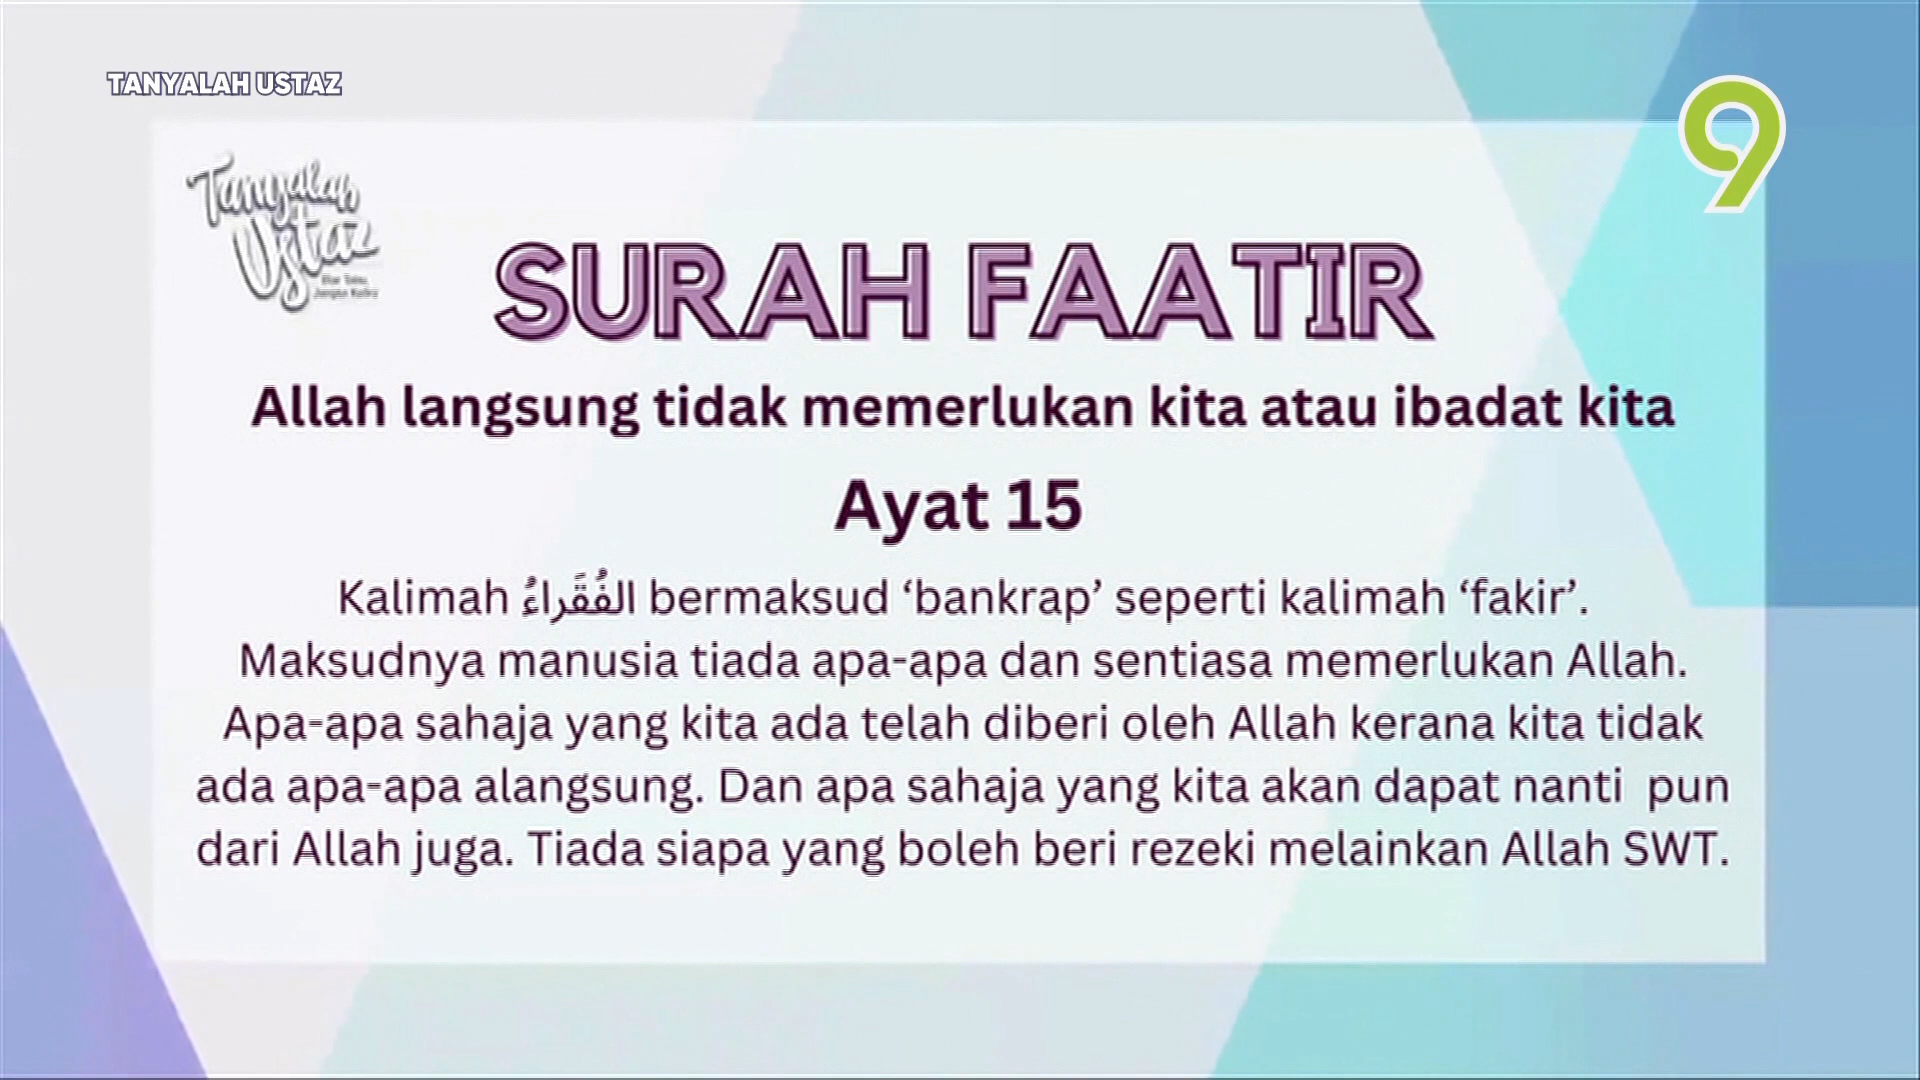 TANYALAH USTAZ
9
Tanyalah
Ustaz
SURAH FAATIR
Allah langsung tidak memerlukan kita atau ibadat kita
Ayat 15
Kalimah الفُقَراءُ bermaksud ‘bankrap’ seperti kalimah ‘fakir’.
Maksudnya manusia tiada apa-apa dan sentiasa memerlukan Allah.
Apa-apa sahaja yang kita ada telah diberi oleh Allah kerana kita tidak
ada apa-apa alangsung. Dan apa sahaja yang kita akan dapat nanti pun
dari Allah juga. Tiada siapa yang boleh beri rezeki melainkan Allah SWT.